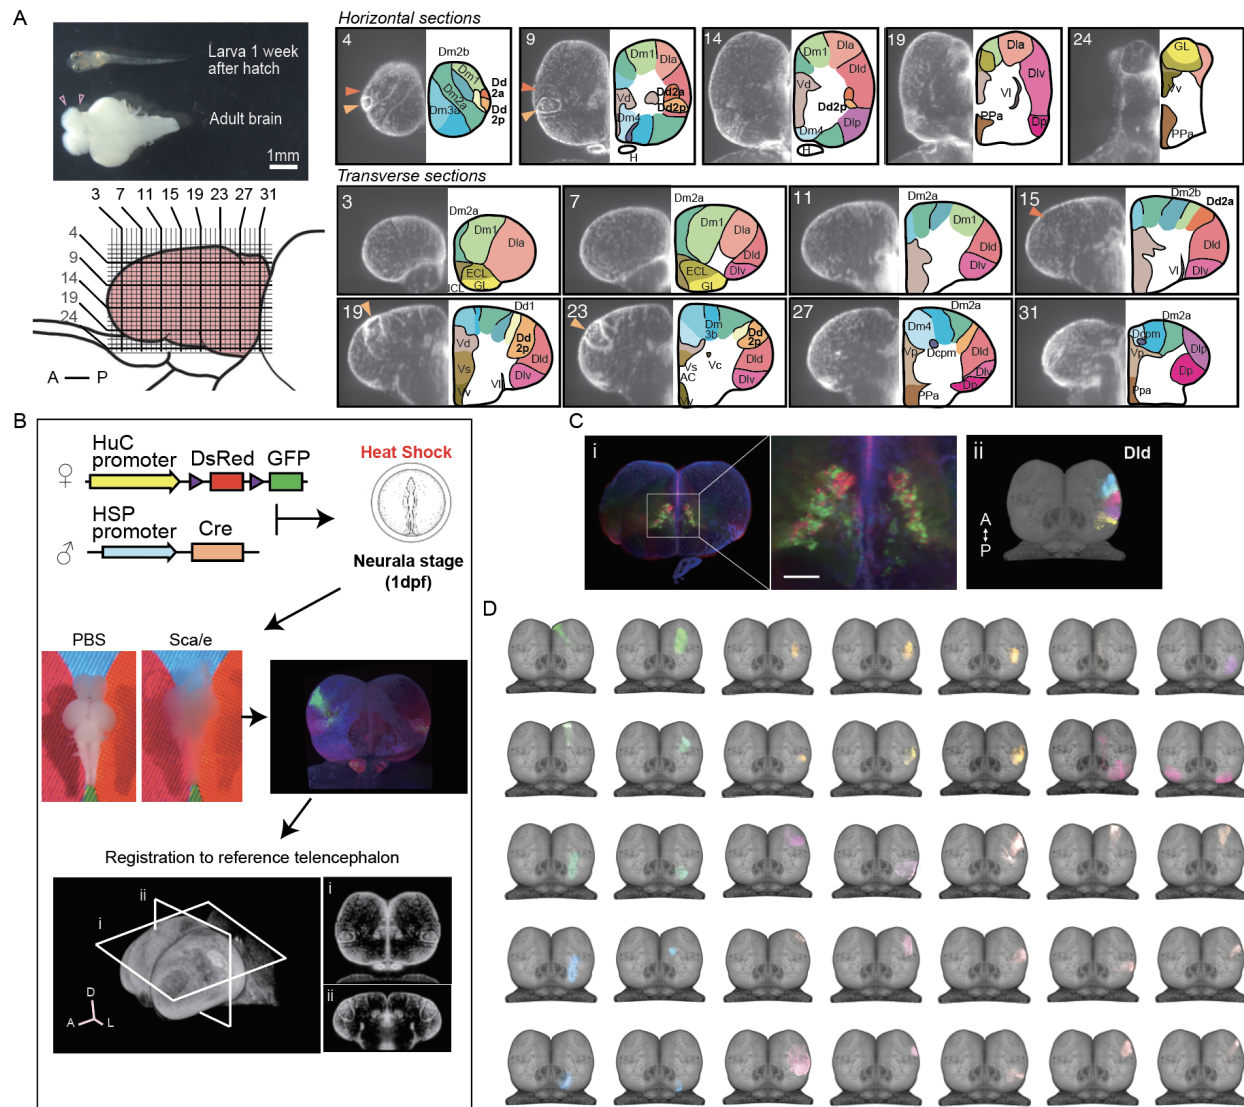 A
Larva 1 week
after hatch
Adult brain
1mm
3 7 11 15 19 23 27 31
4
9
14
19
24
A — P
Horizontal sections
4
Dm2b
Dm1
Dm2a
Dm3a
Dd
2a
Dd
2p
9
Dm1
Dla
Dld
Vd
Dd2a
Dd2p
Dm4
H
14
Dm1
Dla
Dld
Vd
Dd2p
Dlp
Dm4
H
19
Dla
Dlv
Vl
PPa
Dp
24
GL
Vv
PPa
Transverse sections
3
Dm2a
Dm1
Dla
ECL
ICL
GL
7
Dm2a
Dm1
Dla
Dld
ECL
Dlv
GL
11
Dm2a
Dm1
15
Dm2b
Dd2a
Dld
Vl
Dlv
19
Dd1
Vd
Dd
2p
Dld
Vs
Vl
Dlv
Vv
23
Dm
3b
Dd
2p
Dld
Vs
Vc
AC
Dlv
Vv
27
Dm2a
Dm4
Vp
Dcpm
Dld
Dlv
Dp
PPa
31
Dm2a
Dcpm
Vp
Dlp
Dp
Ppa
B
HuC
promoter
DsRed
GFP
♀
HSP
promoter
Cre
♂
Heat Shock
Neurala stage
(1dpf)
PBS
Sca/e
Registration to reference telencephalon
i
ii
D
A
L
i
ii
C
i
ii
Dld
A
P
D